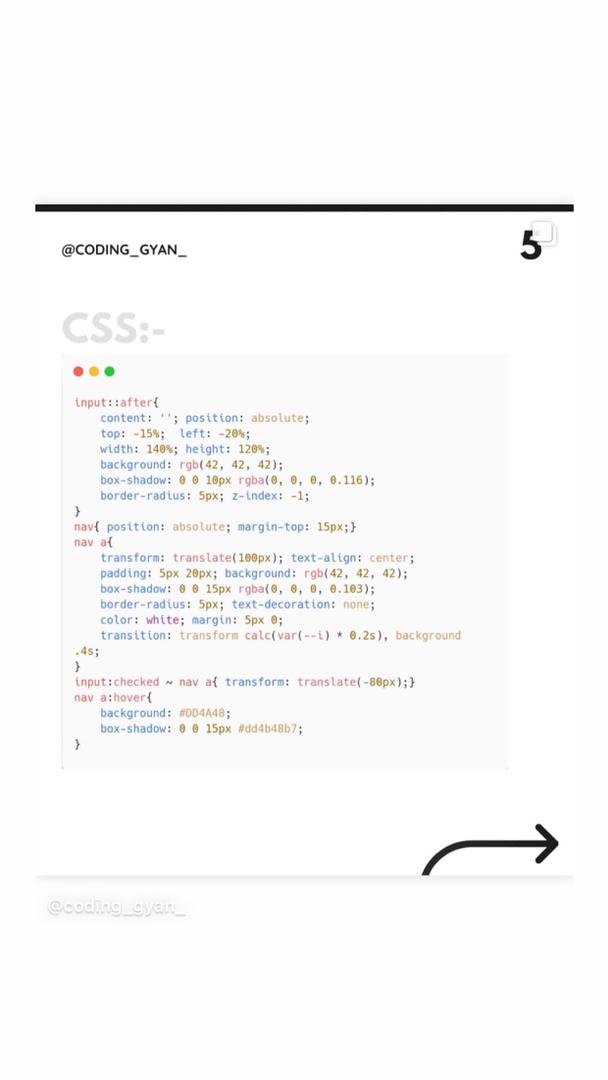 @CODING_GYAN_
5
CSS:-
input::after{
    content: ''; position: absolute;
    top: -15%;  left: -20%;
    width: 140%; height: 120%;
    background: rgb(42, 42, 42);
    box-shadow: 0 0 10px rgba(0, 0, 0, 0.116);
    border-radius: 5px; z-index: -1;
}
nav{ position: absolute; margin-top: 15px;}
nav a{
    transform: translate(100px); text-align: center;
    padding: 5px 20px; background: rgb(42, 42, 42);
    box-shadow: 0 0 15px rgba(0, 0, 0, 0.103);
    border-radius: 5px; text-decoration: none;
    color: white; margin: 5px 0;
    transition: transform calc(var(--i) * 0.2s), background
.4s;
}
input:checked ~ nav a{ transform: translate(-80px);}
nav a:hover{
    background: #DD4A48;
    box-shadow: 0 0 15px #dd4b48b7;
}
@coding_gyan_